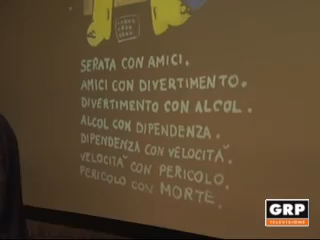 SERATA CON AMICI.
AMICI CON DIVERTIMENTO.
DIVERTIMENTO CON ALCOL.
ALCOL CON DIPENDENZA.
DIPENDENZA CON VELOCITÀ.
VELOCITÀ CON PERICOLO.
PERICOLO CON MORTE.
GRP
TELEVISIONE